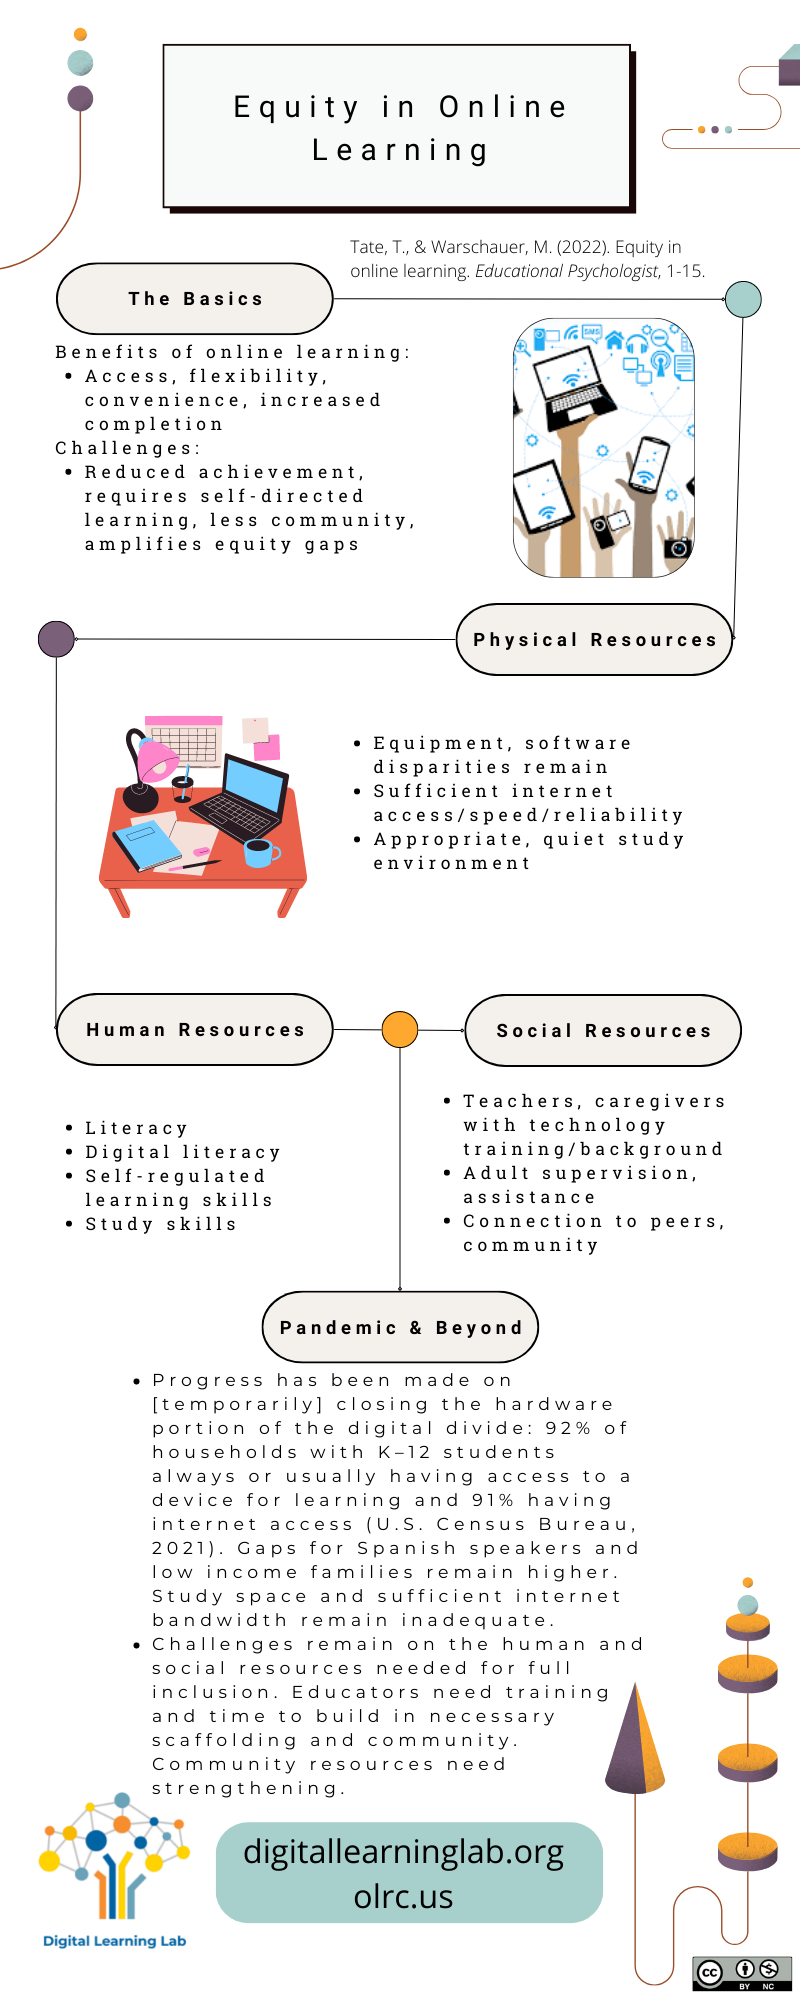 Equity in Online
Learning
Tate, T., & Warschauer, M. (2022). Equity in
online learning. Educational Psychologist, 1-15.
The Basics
Benefits of online learning:
• Access, flexibility,
convenience, increased
completion
Challenges:
• Reduced achievement,
requires self-directed
learning, less community,
amplifies equity gaps
SMS
Physical Resources
• Equipment, software
disparities remain
• Sufficient internet
access/speed/reliability
• Appropriate, quiet study
environment
Human Resources
• Literacy
• Digital literacy
• Self-regulated
learning skills
• Study skills
Social Resources
• Teachers, caregivers
with technology
training/background
• Adult supervision,
assistance
• Connection to peers,
community
Pandemic & Beyond
• Progress has been made on
[temporarily] closing the hardware
portion of the digital divide: 92% of
households with K–12 students
always or usually having access to a
device for learning and 91% having
internet access (U.S. Census Bureau,
2021). Gaps for Spanish speakers and
low income families remain higher.
Study space and sufficient internet
bandwidth remain inadequate.
• Challenges remain on the human and
social resources needed for full
inclusion. Educators need training
and time to build in necessary
scaffolding and community.
Community resources need
strengthening.
digitallearninglab.org
olrc.us
Digital Learning Lab
cc
BY NC